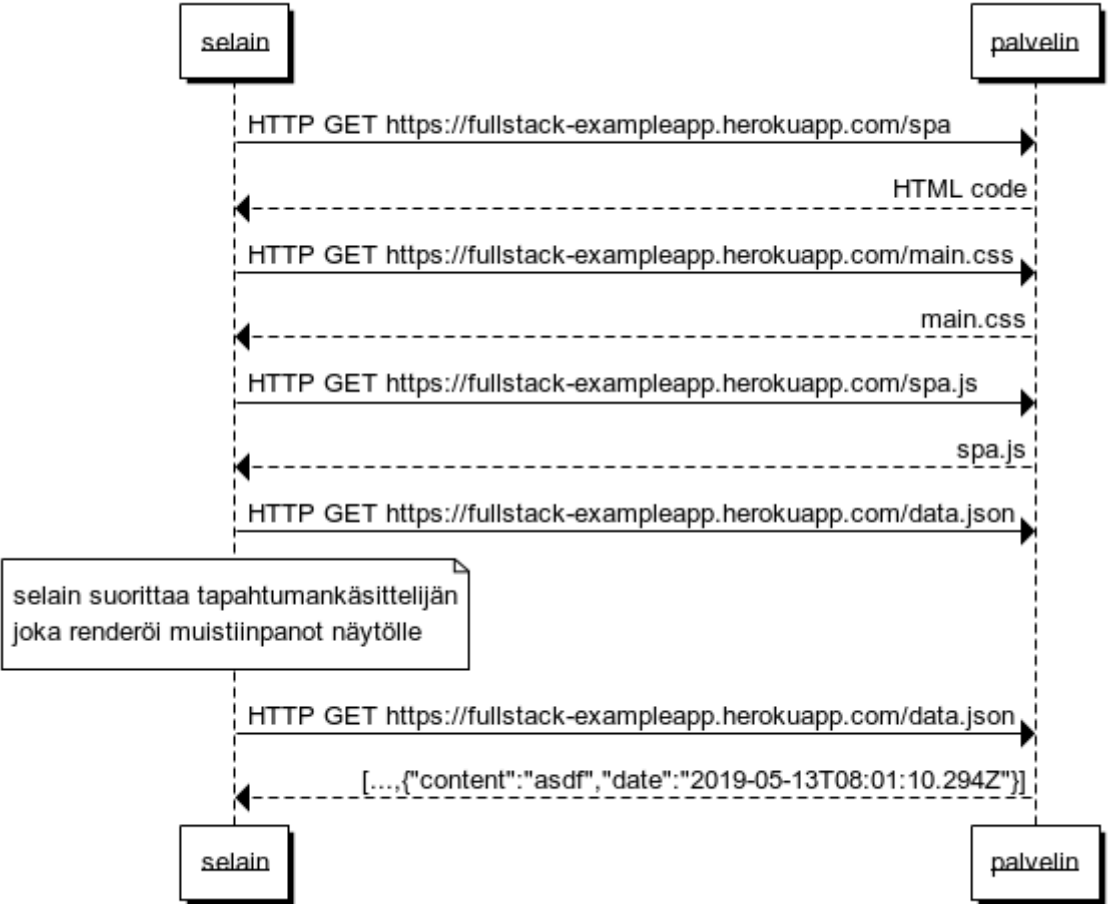 selain
palvelin
HTTP GET https://fullstack-exampleapp.herokuapp.com/spa
HTML code
HTTP GET https://fullstack-exampleapp.herokuapp.com/main.css
main.css
HTTP GET https://fullstack-exampleapp.herokuapp.com/spa.js
spa.js
HTTP GET https://fullstack-exampleapp.herokuapp.com/data.json
selain suorittaa tapahtumankäsittelijän
joka renderöi muistiinpanot näytölle
HTTP GET https://fullstack-exampleapp.herokuapp.com/data.json
[...,{"content":"asdf","date":"2019-05-13T08:01:10.294Z"}]
selain
palvelin